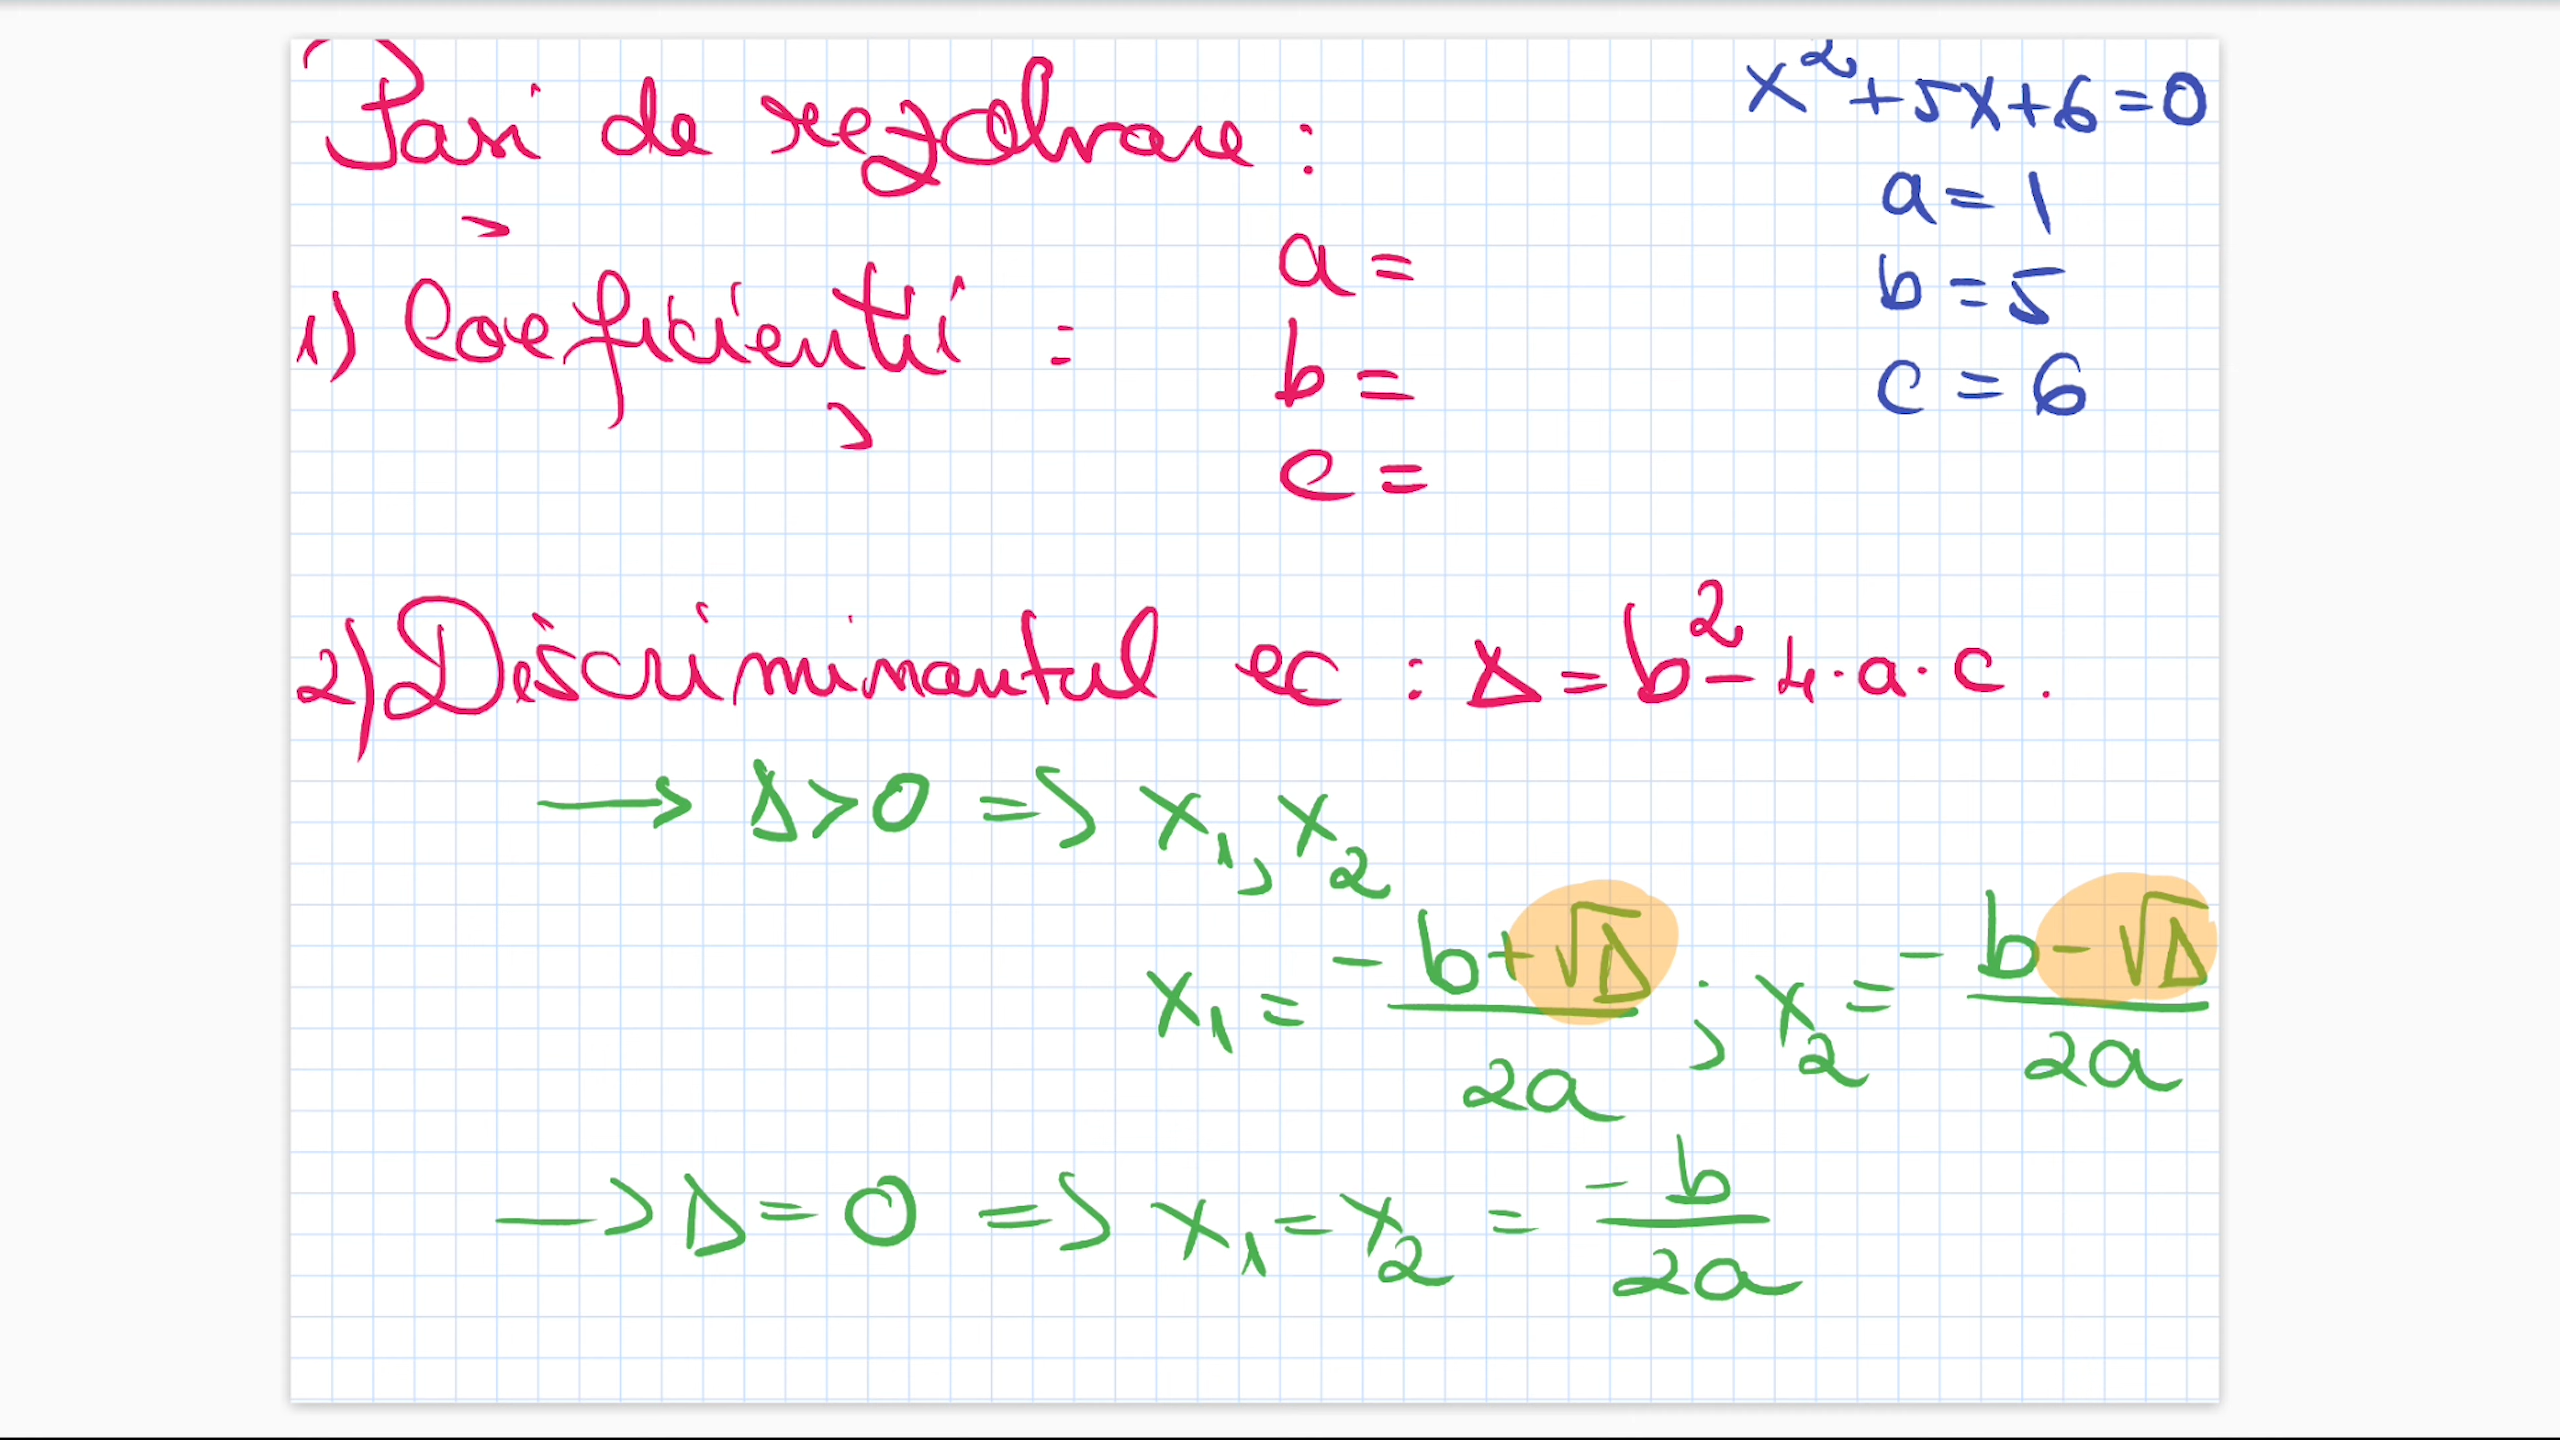 Pași de rezolvare :
x²+5x+6=0
a=1
b=5
c=6
1) Coeficienții : a=
b=
c=
2) Discriminantul ec : Δ=b²-4·a·c.
→ Δ>0 => x₁, x₂
x₁ = (-b+√Δ)/2a ; x₂ = (-b-√Δ)/2a
→ Δ=0 => x₁=x₂ = -b/2a